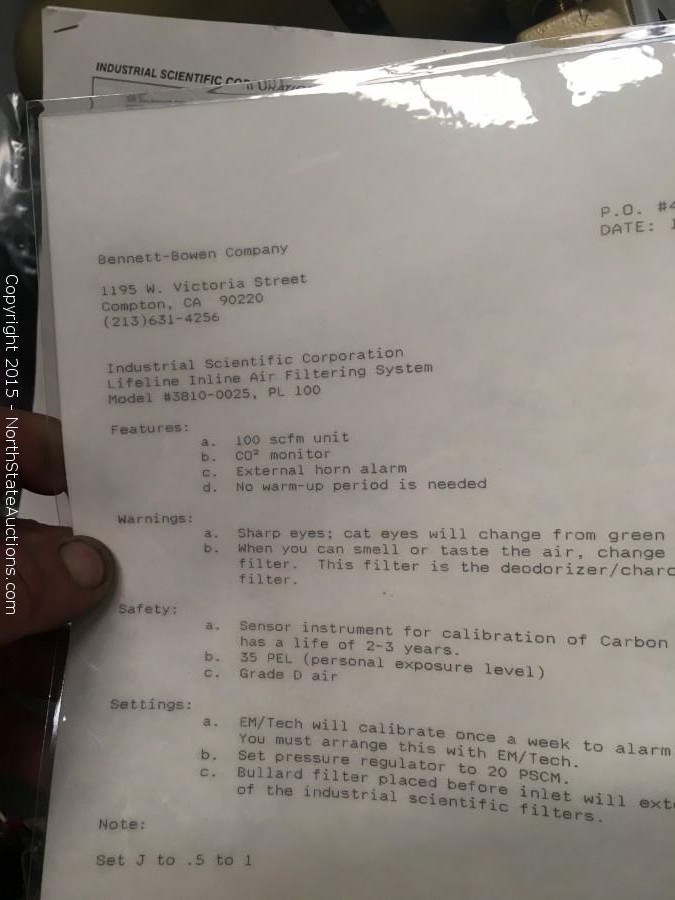 INDUSTRIAL SCIENTIFIC
P.O. #4
DATE:
Bennett-Bowen Company
1195 W. Victoria Street
Compton, CA 90220
(213)631-4256
Industrial Scientific Corporation
Lifeline Inline Air Filtering System
Model #3810-0025, PL 100
Features:
a. 100 scfm unit
b. CO² monitor
c. External horn alarm
d. No warm-up period is needed
Warnings:
a. Sharp eyes; cat eyes will change from green
b. When you can smell or taste the air, change
filter. This filter is the deodorizer/charc
filter.
Safety:
a. Sensor instrument for calibration of Carbon
has a life of 2-3 years.
b. 35 PEL (personal exposure level)
c. Grade D air
Settings:
a. EM/Tech will calibrate once a week to alarm
You must arrange this with EM/Tech.
b. Set pressure regulator to 20 PSCM.
c. Bullard filter placed before inlet will ext
of the industrial scientific filters.
Note:
Set J to .5 to 1
Copyright 2015 - NorthStateAuctions.com